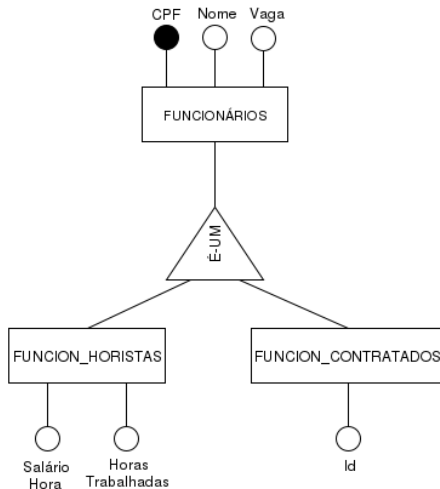 CPF Nome Vaga
FUNCIONÁRIOS
É-UM
FUNCION_HORISTAS FUNCION_CONTRATADOS
Salário
Hora
Horas
Trabalhadas
Id